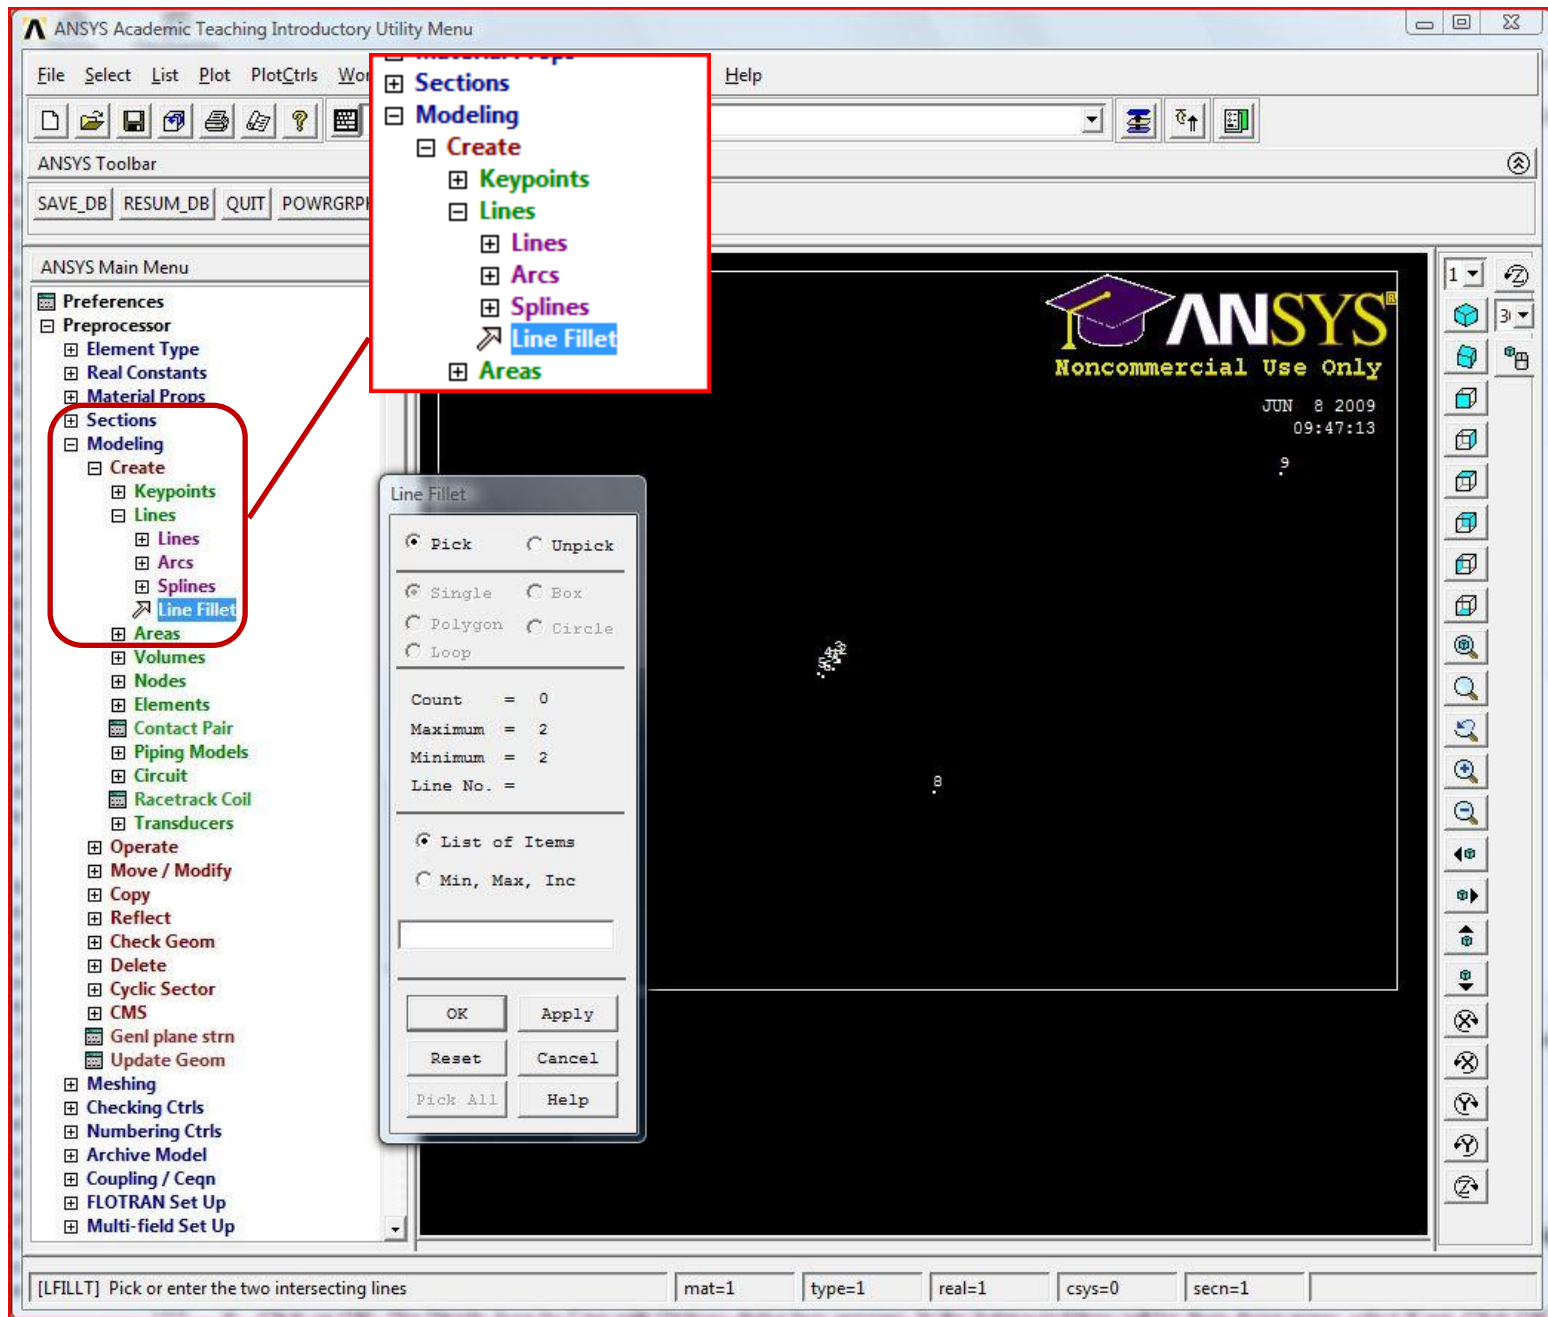 ANSYS Academic Teaching Introductory Utility Menu
File Select List Plot PlotCtrls Wor Help
ANSYS Toolbar
SAVE_DB RESUM_DB QUIT POWRGRPH
Sections
Modeling
Create
Keypoints
Lines
Lines
Arcs
Splines
Line Fillet
Areas
ANSYS Main Menu
Preferences
Preprocessor
Element Type
Real Constants
Material Props
Sections
Modeling
Create
Keypoints
Lines
Lines
Arcs
Splines
Line Fillet
Areas
Volumes
Nodes
Elements
Contact Pair
Piping Models
Circuit
Racetrack Coil
Transducers
Operate
Move / Modify
Copy
Reflect
Check Geom
Delete
Cyclic Sector
CMS
Genl plane strn
Update Geom
Meshing
Checking Ctrls
Numbering Ctrls
Archive Model
Coupling / Ceqn
FLOTRAN Set Up
Multi-field Set Up
Line Fillet
Pick Unpick
Single Box
Polygon Circle
Loop
Count = 0
Maximum = 2
Minimum = 2
Line No. =
List of Items
Min, Max, Inc
OK Apply
Reset Cancel
Pick All Help
ANSYS
Noncommercial Use Only
JUN 8 2009
09:47:13
9
8
1
[LFILLT] Pick or enter the two intersecting lines
mat=1 type=1 real=1 csys=0 secn=1